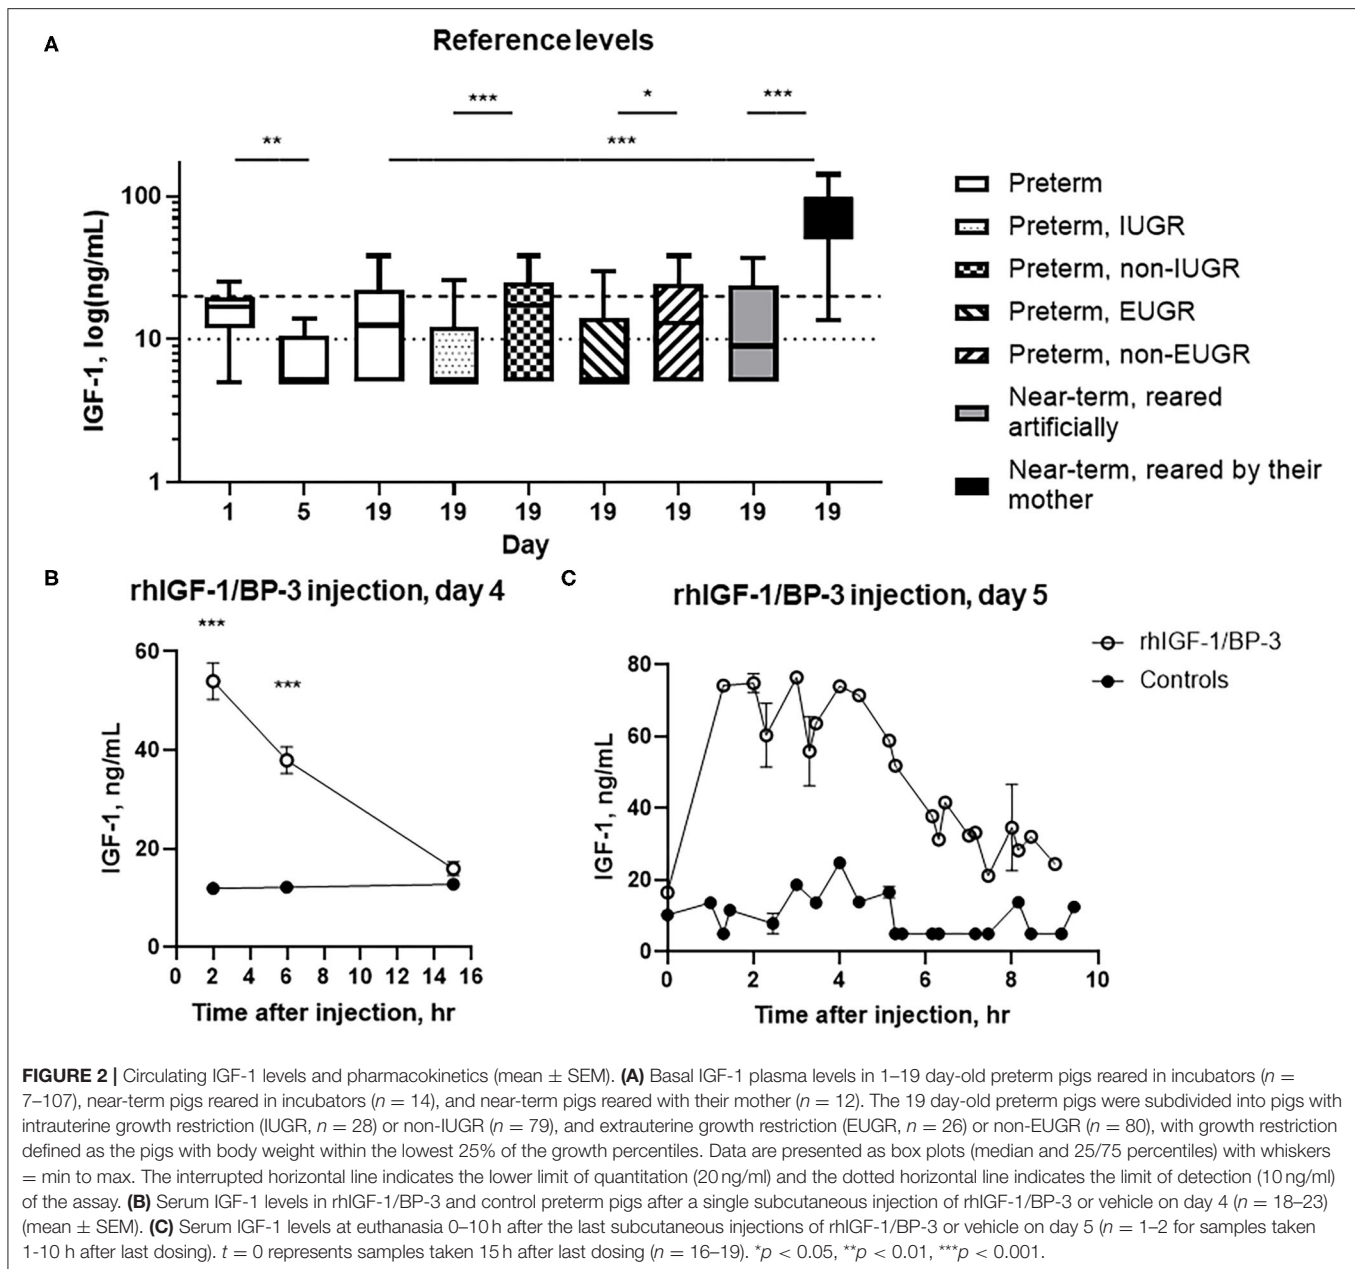 A
Reference levels
*** * ***
** ***
100
10
1
IGF-1, log(ng/mL)
1 5 19 19 19 19 19 19 19
Day
Preterm
Preterm, IUGR
Preterm, non-IUGR
Preterm, EUGR
Preterm, non-EUGR
Near-term, reared
artificially
Near-term, reared by their
mother
B
rhIGF-1/BP-3 injection, day 4
***
***
60
40
20
0
IGF-1, ng/mL
0 2 4 6 8 10 12 14 16
Time after injection, hr
C
rhIGF-1/BP-3 injection, day 5
80
60
40
20
0
IGF-1, ng/mL
0 2 4 6 8 10
Time after injection, hr
rhIGF-1/BP-3
Controls
FIGURE 2 | Circulating IGF-1 levels and pharmacokinetics (mean ± SEM). (A) Basal IGF-1 plasma levels in 1–19 day-old preterm pigs reared in incubators (n =
7–107), near-term pigs reared in incubators (n = 14), and near-term pigs reared with their mother (n = 12). The 19 day-old preterm pigs were subdivided into pigs with
intrauterine growth restriction (IUGR, n = 28) or non-IUGR (n = 79), and extrauterine growth restriction (EUGR, n = 26) or non-EUGR (n = 80), with growth restriction
defined as the pigs with body weight within the lowest 25% of the growth percentiles. Data are presented as box plots (median and 25/75 percentiles) with whiskers
= min to max. The interrupted horizontal line indicates the lower limit of quantitation (20 ng/ml) and the dotted horizontal line indicates the limit of detection (10 ng/ml)
of the assay. (B) Serum IGF-1 levels in rhIGF-1/BP-3 and control preterm pigs after a single subcutaneous injection of rhIGF-1/BP-3 or vehicle on day 4 (n = 18–23)
(mean ± SEM). (C) Serum IGF-1 levels at euthanasia 0–10 h after the last subcutaneous injections of rhIGF-1/BP-3 or vehicle on day 5 (n = 1–2 for samples taken
1-10 h after last dosing). t = 0 represents samples taken 15 h after last dosing (n = 16–19). *p < 0.05, **p < 0.01, ***p < 0.001.